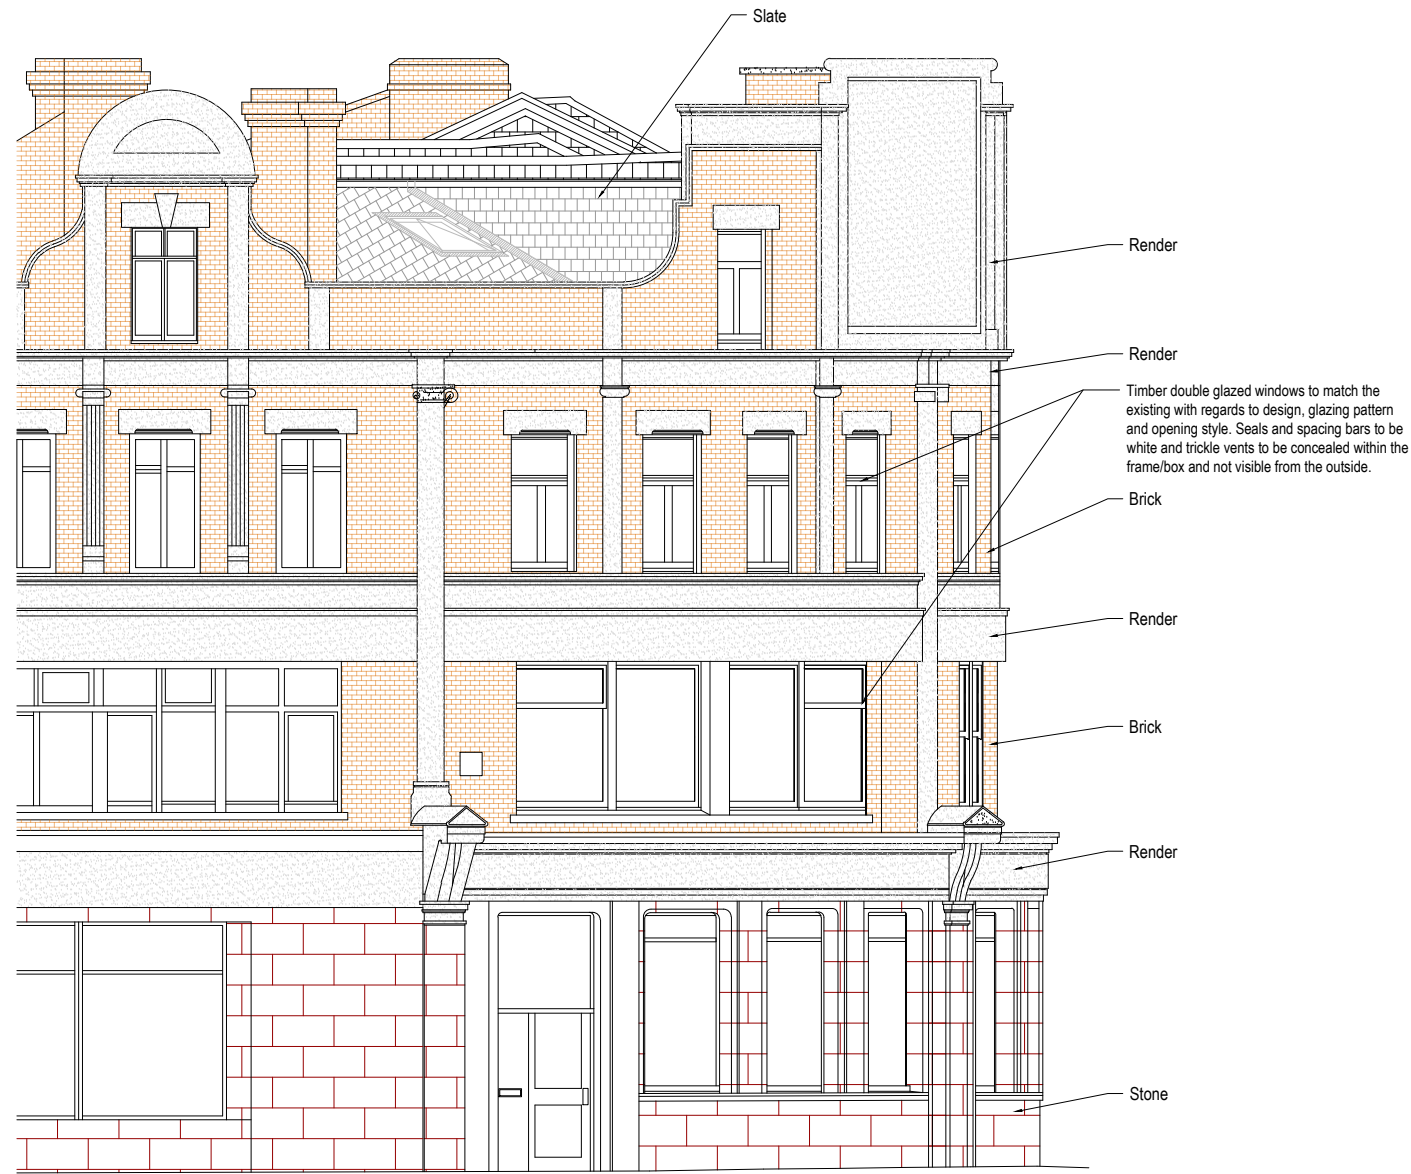 Slate
Render
Render
Timber double glazed windows to match the
existing with regards to design, glazing pattern
and opening style. Seals and spacing bars to be
white and trickle vents to be concealed within the
frame/box and not visible from the outside.
Brick
Render
Brick
Render
Stone